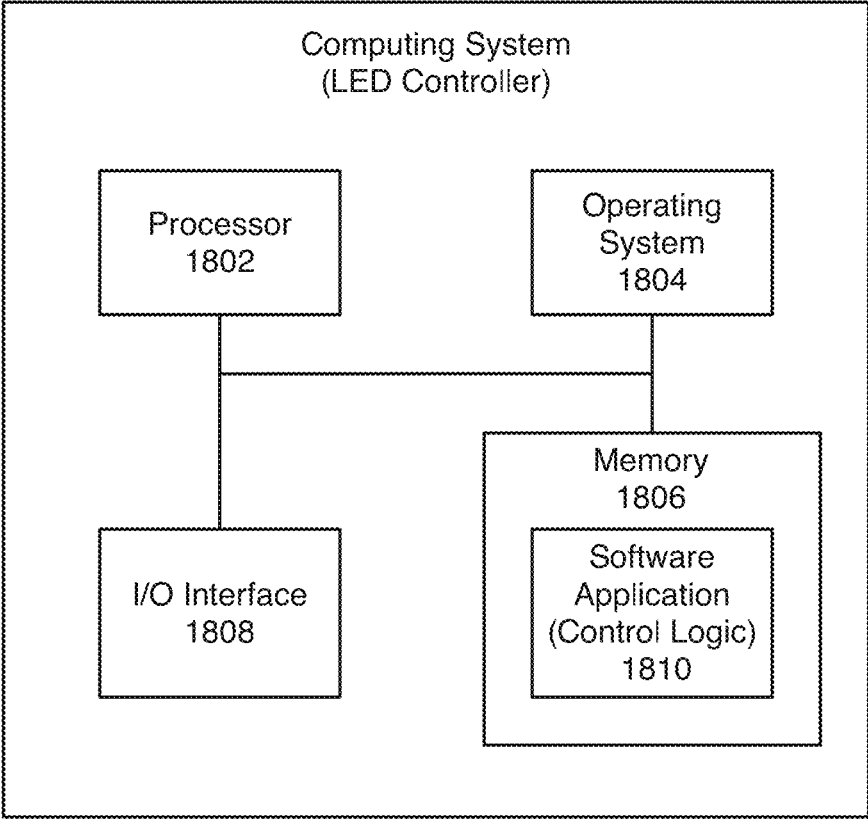 Computing System
(LED Controller)
Processor
1802
Operating
System
1804
Memory
1806
I/O Interface
1808
Software
Application
(Control Logic)
1810